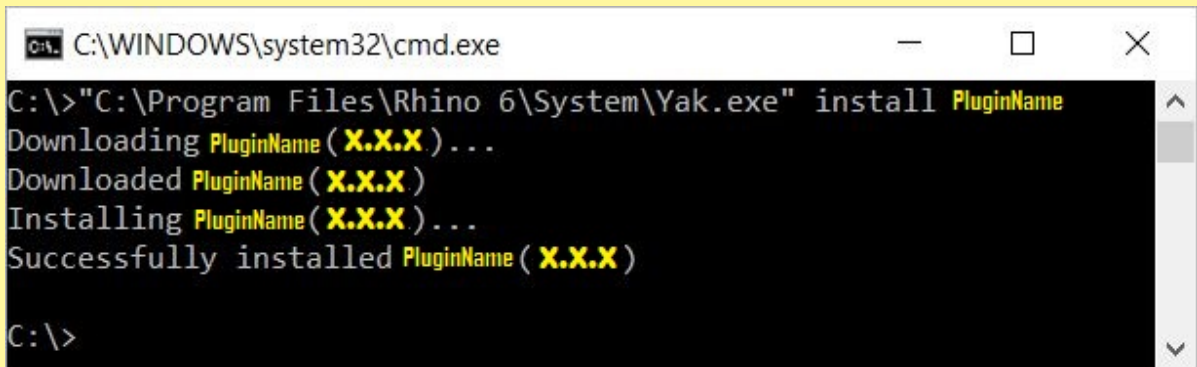 C:\WINDOWS\system32\cmd.exe
C:\>"C:\Program Files\Rhino 6\System\Yak.exe" install PluginName
Downloading PluginName (X.X.X)...
Downloaded PluginName (X.X.X)
Installing PluginName (X.X.X)...
Successfully installed PluginName (X.X.X)
C:\>